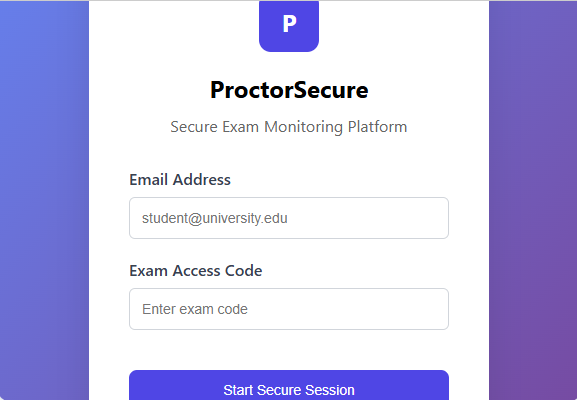 P
ProctorSecure
Secure Exam Monitoring Platform
Email Address
student@university.edu
Exam Access Code
Enter exam code
Start Secure Session